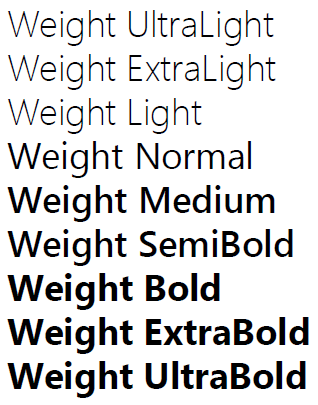 Weight UltraLight
Weight ExtraLight
Weight Light
Weight Normal
Weight Medium
Weight SemiBold
Weight Bold
Weight ExtraBold
Weight UltraBold